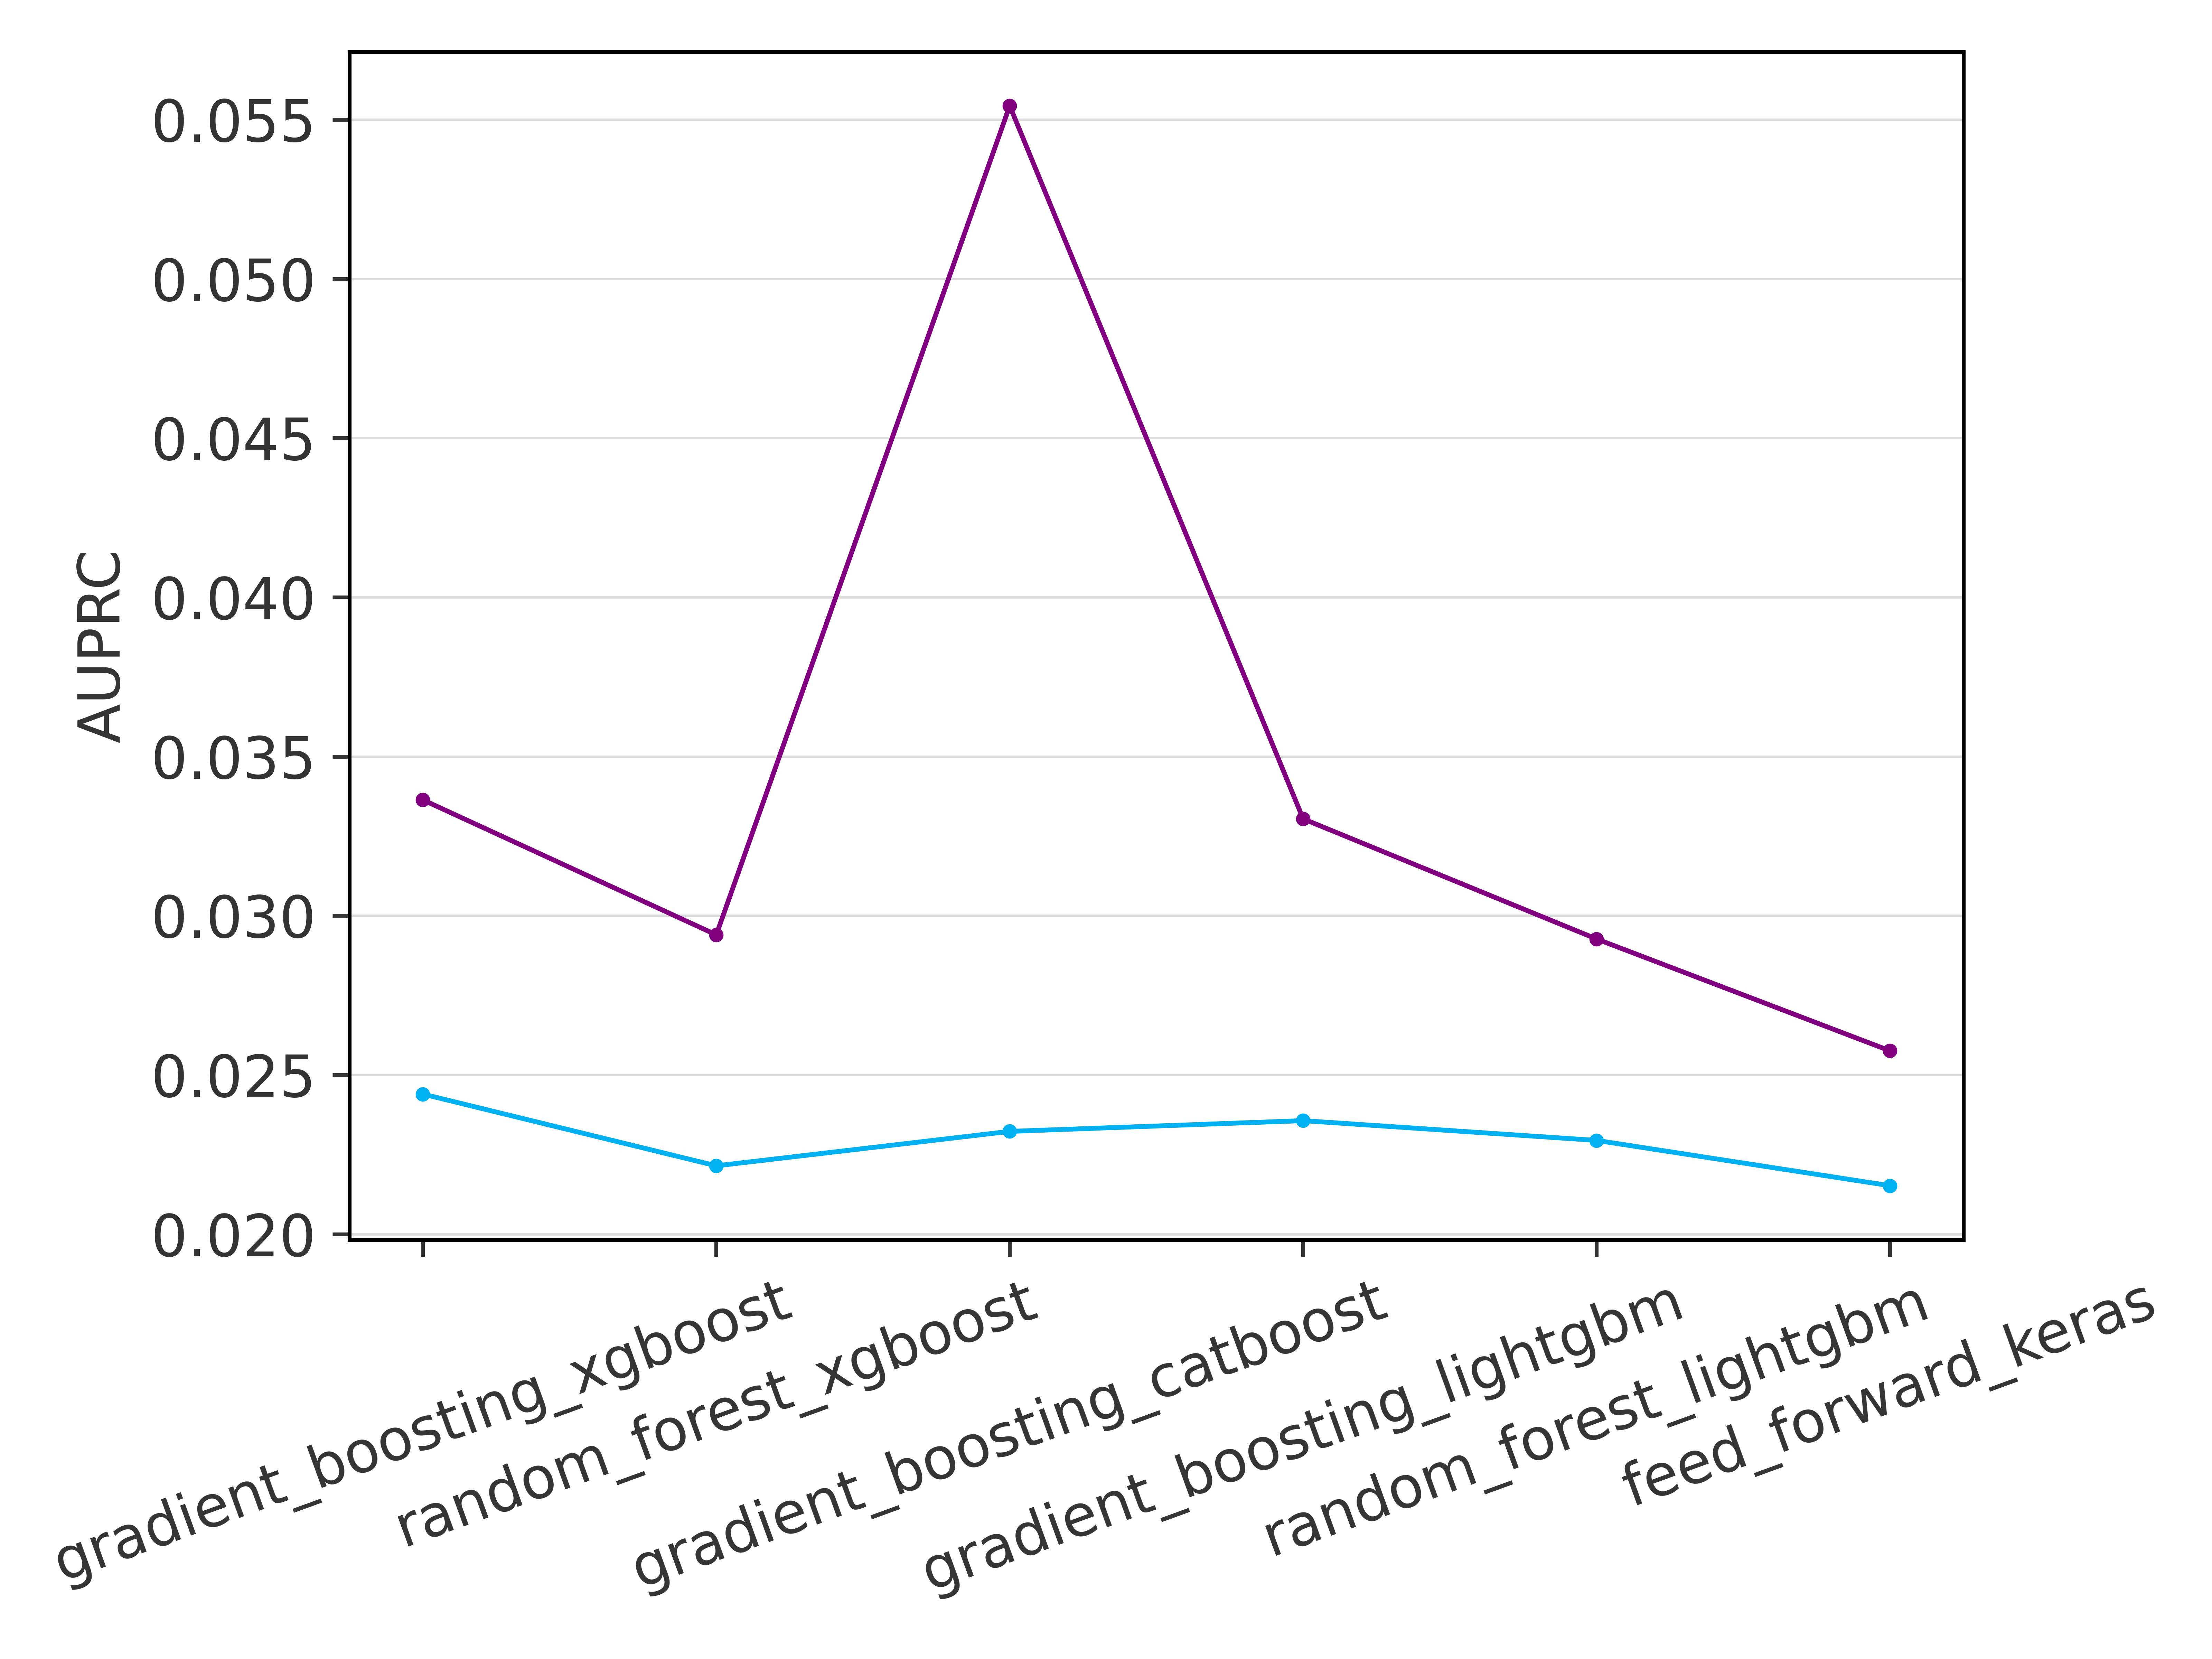 0.055
0.050
0.045
0.040
0.035
0.030
0.025
0.020
AUPRC
gradient_boosting_xgboost
random_forest_xgboost
gradient_boosting_catboost
gradient_boosting_lightgbm
random_forest_lightgbm
feed_forward_keras